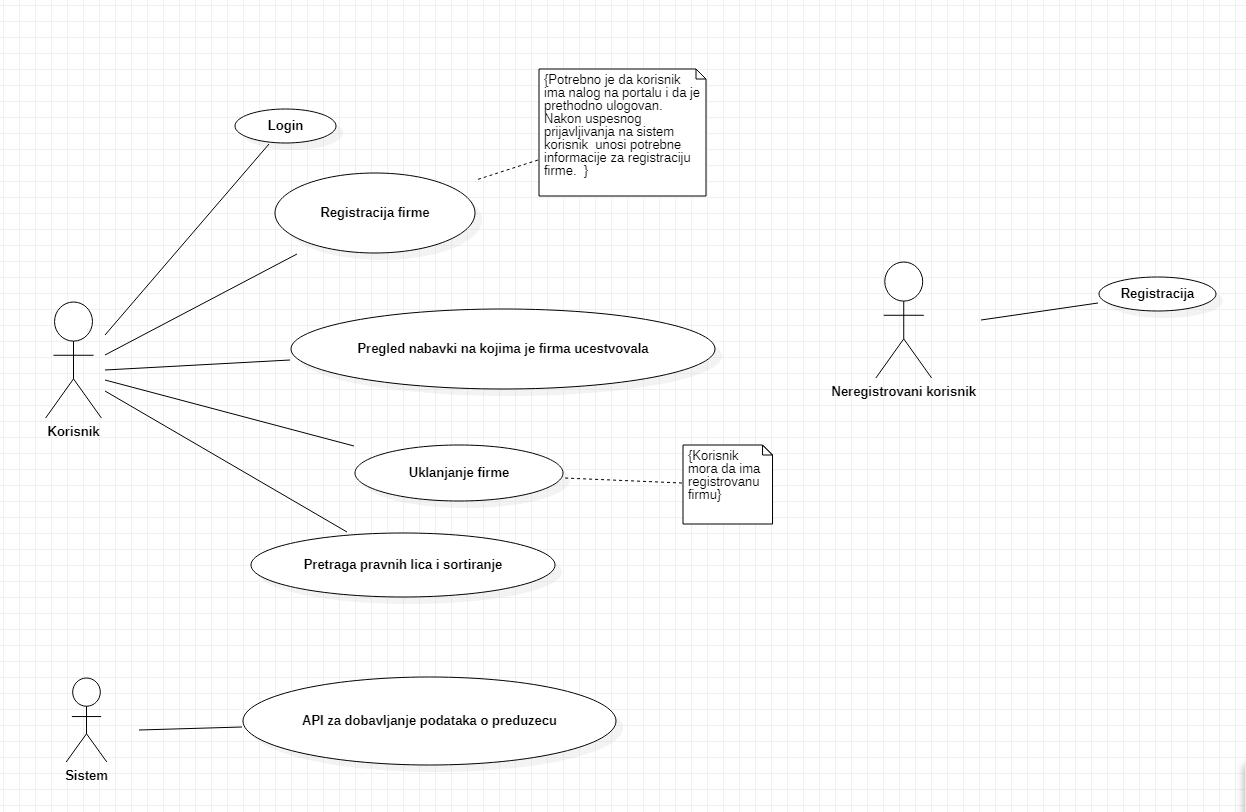 Login
{Potrebno je da korisnik
ima nalog na portalu i da je
prethodno ulogovan.
Nakon uspesnog
prijavljivanja na sistem
korisnik  unosi potrebne
informacije za registraciju
firme.  }
Registracija firme
Registracija
Pregled nabavki na kojima je firma ucestvovala
Neregistrovani korisnik
Korisnik
Uklanjanje firme
{Korisnik
mora da ima
registrovanu
firmu}
Pretraga pravnih lica i sortiranje
API za dobavljanje podataka o preduzecu
Sistem